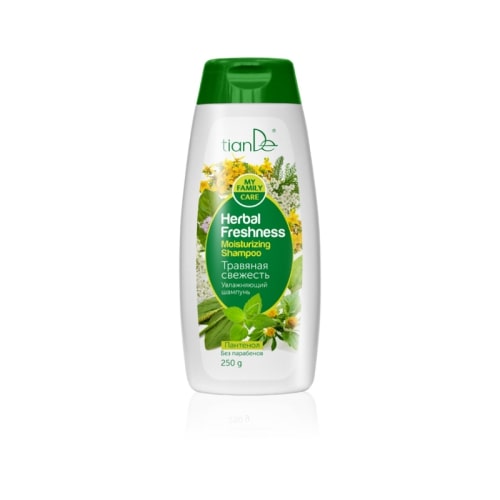 tianDe®
MY
FAMILY
CARE
Herbal
Freshness
Moisturizing
Shampoo
Травяная
свежесть
Увлажняющий
шампунь
Пантенол
Без парабенов
250 g